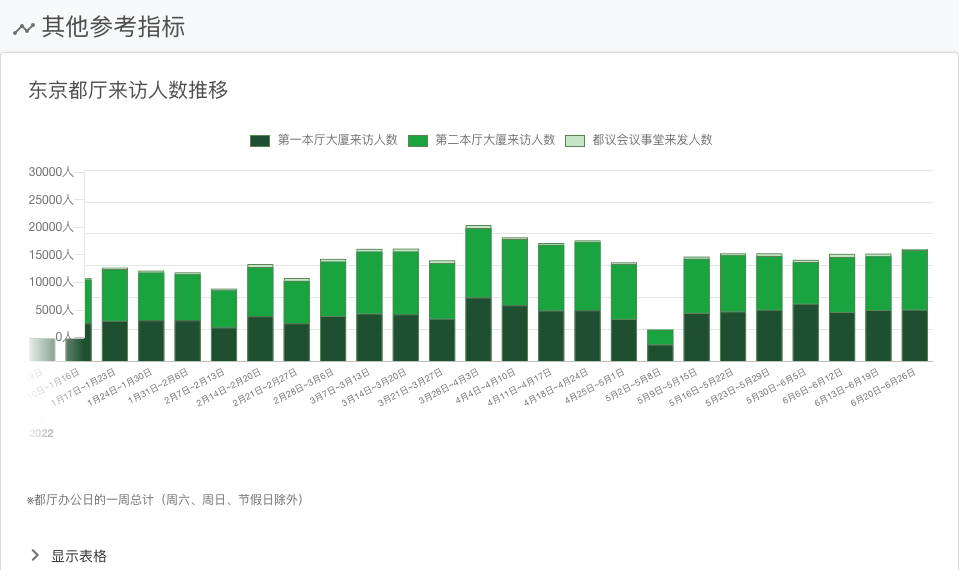 其他参考指标
东京都厅来访人数推移
第一本厅大厦来访人数 第二本厅大厦来访人数 都议会议事堂来发人数
30000人
25000人
20000人
15000人
10000人
5000人
0人
1月17日~1月23日
1月24日~1月30日
1月31日~2月6日
2月7日~2月13日
2月14日~2月20日
2月21日~2月27日
2月28日~3月6日
3月7日~3月13日
3月14日~3月20日
3月21日~3月27日
3月28日~4月3日
4月4日~4月10日
4月11日~4月17日
4月18日~4月24日
4月25日~5月1日
5月2日~5月8日
5月9日~5月15日
5月16日~5月22日
5月23日~5月29日
5月30日~6月5日
6月6日~6月12日
6月13日~6月19日
6月20日~6月26日
2022
※都厅办公日的一周总计（周六、周日、节假日除外）
显示表格